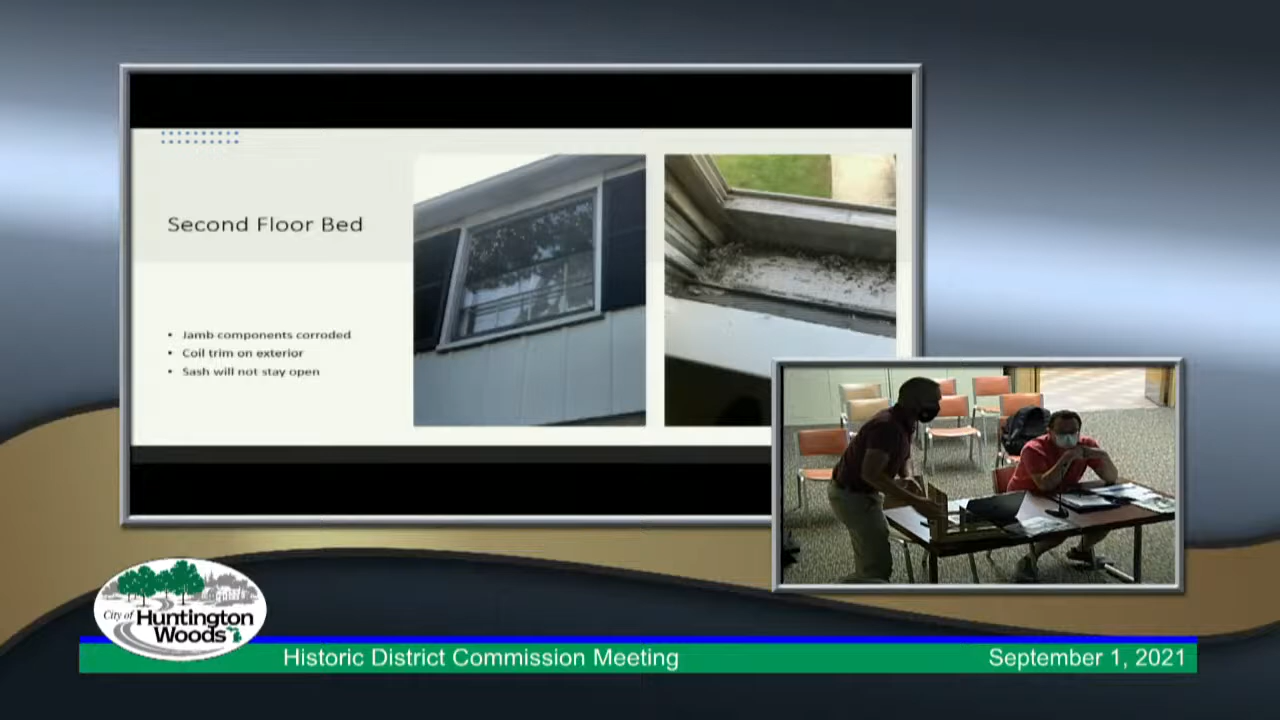 Second Floor Bed
• Jamb components corroded
• Coil trim on exterior
• Sash will not stay open
City of
Huntington
Woods
Historic District Commission Meeting
September 1, 2021